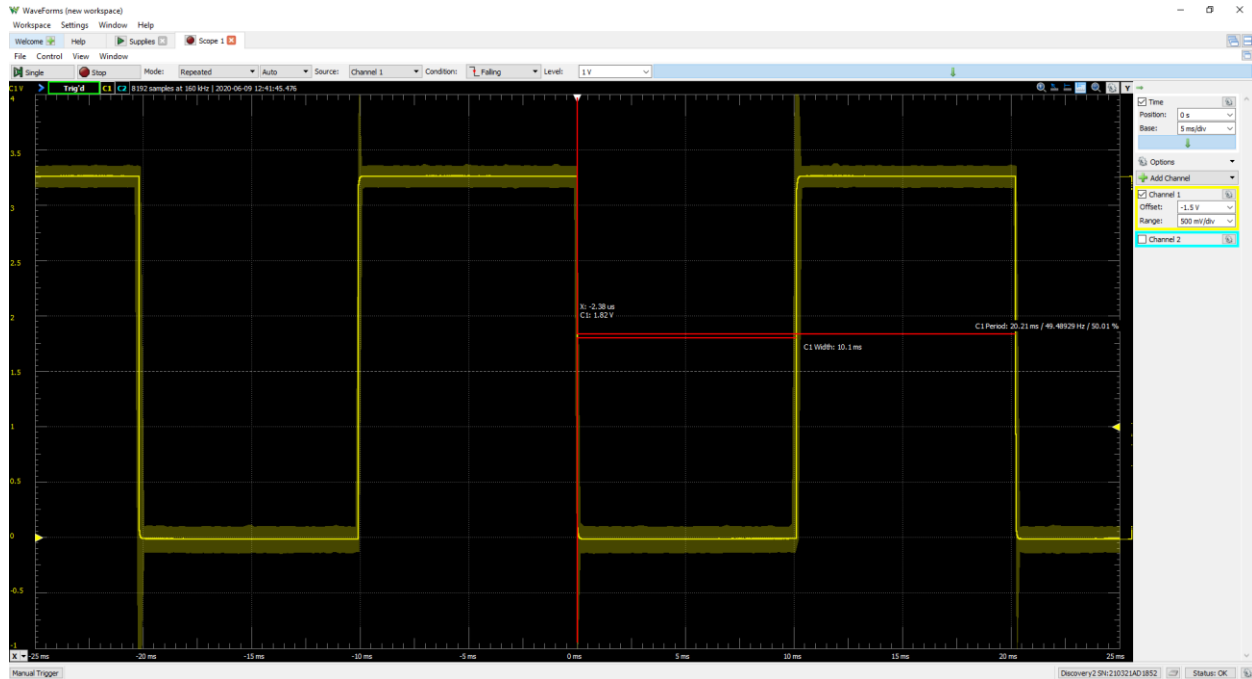 WaveForms (new workspace)
Workspace Settings Window Help
Welcome Help Supplies Scope 1
File Control View Window
Single Stop Mode: Repeated Auto Source: Channel 1 Condition: Falling Level: 1 V
C1 V Trig'd C1 C2 8192 samples at 160 kHz | 2020-06-09 12:41:45.476 Y
4
3.5
3
2.5
2
1.5
1
0.5
0
-0.5
-1
X: -2.38 us
C1: 1.82 V
C1 Period: 20.21 ms / 49.48929 Hz / 50.01 %
C1 Width: 10.1 ms
X -25 ms -20 ms -15 ms -10 ms -5 ms 0 ms 5 ms 10 ms 15 ms 20 ms 25 ms
Time
Position: 0 s
Base: 5 ms/div
Options
Add Channel
Channel 1
Offset: -1.5 V
Range: 500 mV/div
Channel 2
Manual Trigger Discovery2 SN:210321AD1852 Status: OK